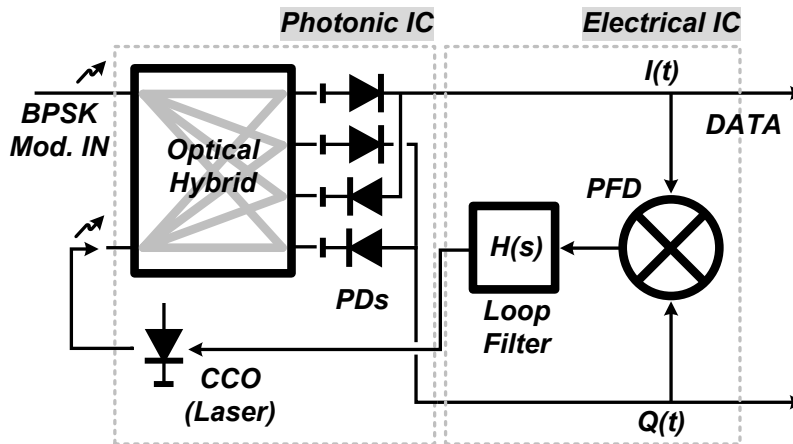 Photonic IC
Electrical IC
BPSK
Mod. IN
Optical
Hybrid
PDs
CCO
(Laser)
I(t)
DATA
PFD
H(s)
Loop
Filter
Q(t)